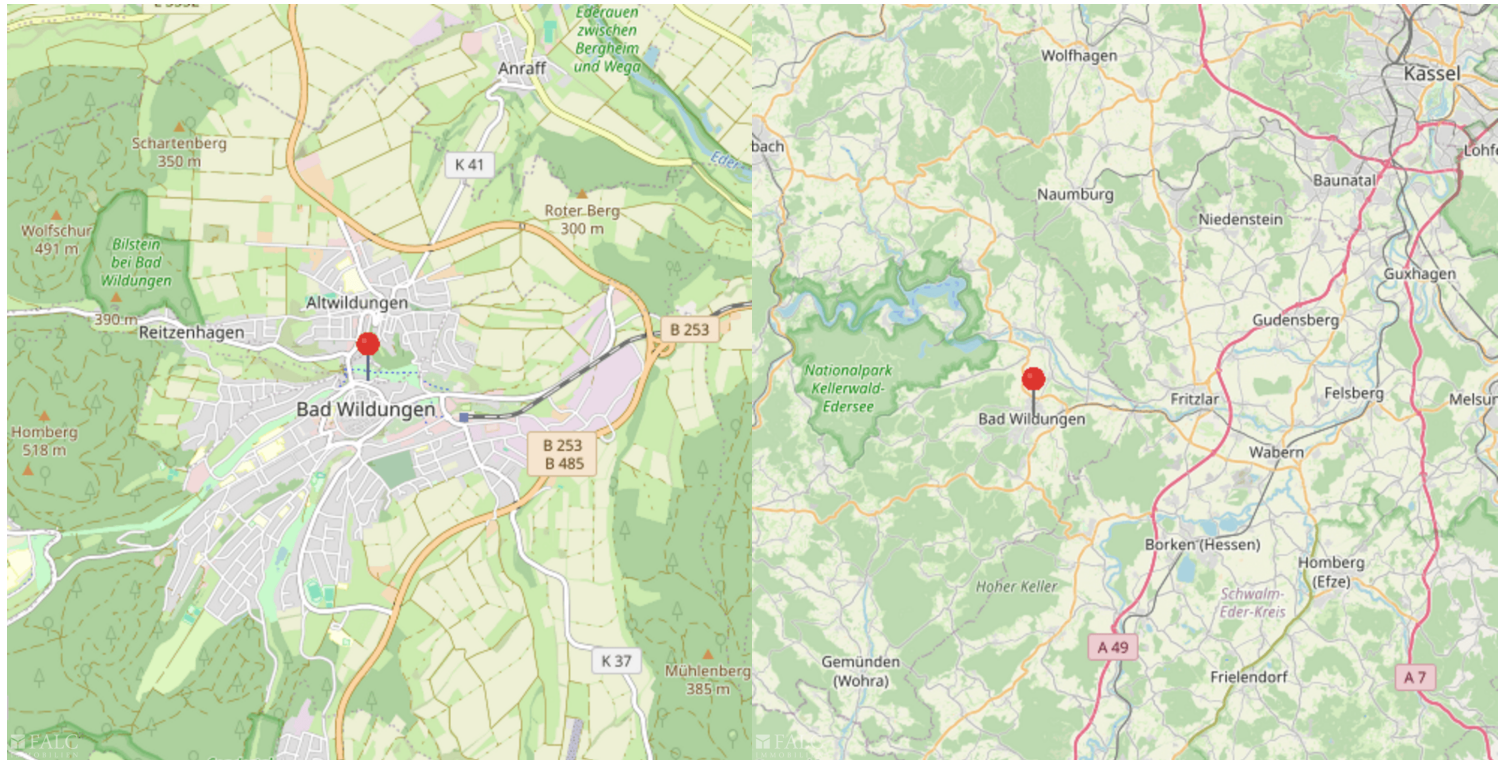 Ederauen
zwischen
Bergheim
und Wega
Anraff
Schartenberg
350 m
K 41
Eder
Wolfschur
491 m
Roter Berg
300 m
Bilstein
bei Bad
Wildungen
Altwildungen
390 m
Reitzenhagen
B 253
Bad Wildungen
Homberg
518 m
B 253
B 485
K 37
Mühlenberg
385 m
FALC
Wolfhagen
Kassel
bach
Lohfe
Baunatal
Naumburg
Niedenstein
Guxhagen
Gudensberg
Nationalpark
Kellerwald-
Edersee
Felsberg
Fritzlar
Melsun
Bad Wildungen
Wabern
Borken (Hessen)
Homberg
(Efze)
Hoher Keller
Schwalm-
Eder-Kreis
A 49
Gemünden
(Wohra)
Frielendorf
A 7